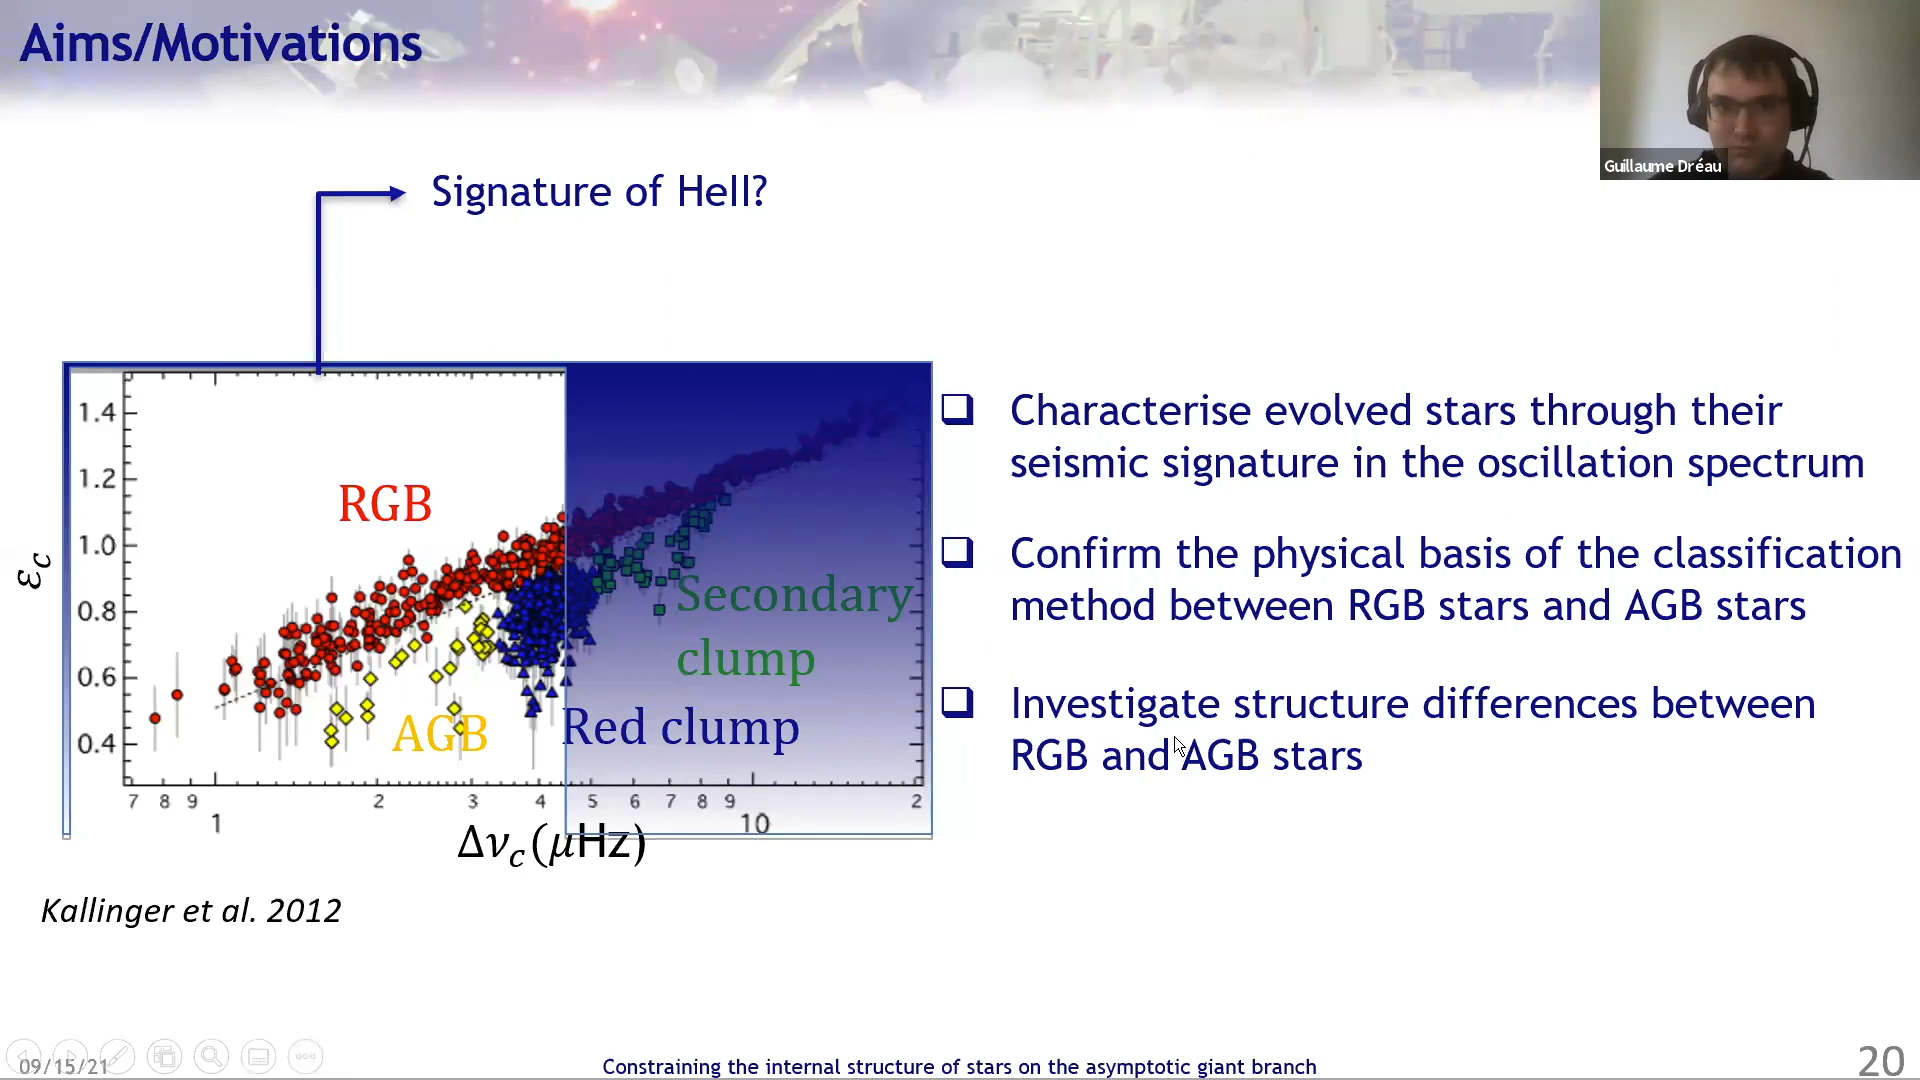 Aims/Motivations
Guillaume Dréau
Signature of HeII?
RGB
AGB
Secondary
clump
Red clump
1.4
1.2
1.0
0.8
0.6
0.4
ε_c
7 8 9 2 3 4 5 6 7 8 9 2
1 10
Δν_c(μHz)
Kallinger et al. 2012
❑ Characterise evolved stars through their
seismic signature in the oscillation spectrum
❑ Confirm the physical basis of the classification
method between RGB stars and AGB stars
❑ Investigate structure differences between
RGB and AGB stars
09/15/21
Constraining the internal structure of stars on the asymptotic giant branch
20